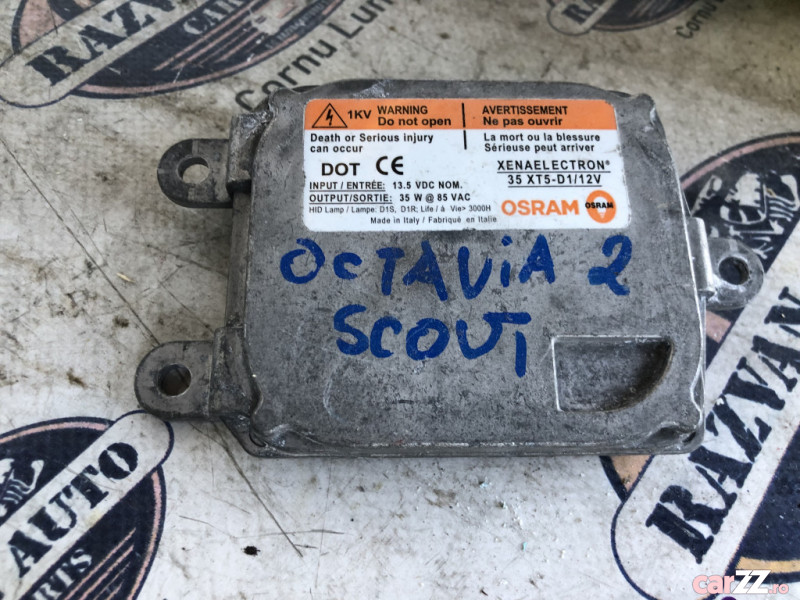 RAZVAN
Cornu Lun
1KV WARNING
Do not open
AVERTISSEMENT
Ne pas ouvrir
Death or Serious injury
can occur
La mort ou la blessure
Sérieuse peut arriver
DOT CE
XENAELECTRON®
35 XT5-D1/12V
INPUT / ENTRÉE: 13.5 VDC NOM.
OUTPUT/SORTIE: 35 W @ 85 VAC
HID Lamp / Lampe: D1S, D1R; Life / à Vie> 3000H
Made in Italy / Fabriqué en Italie
OSRAM OSRAM
OCTAVIA 2
SCOUT
AUTO
PARTS
RAZVAN
carZZ.ro